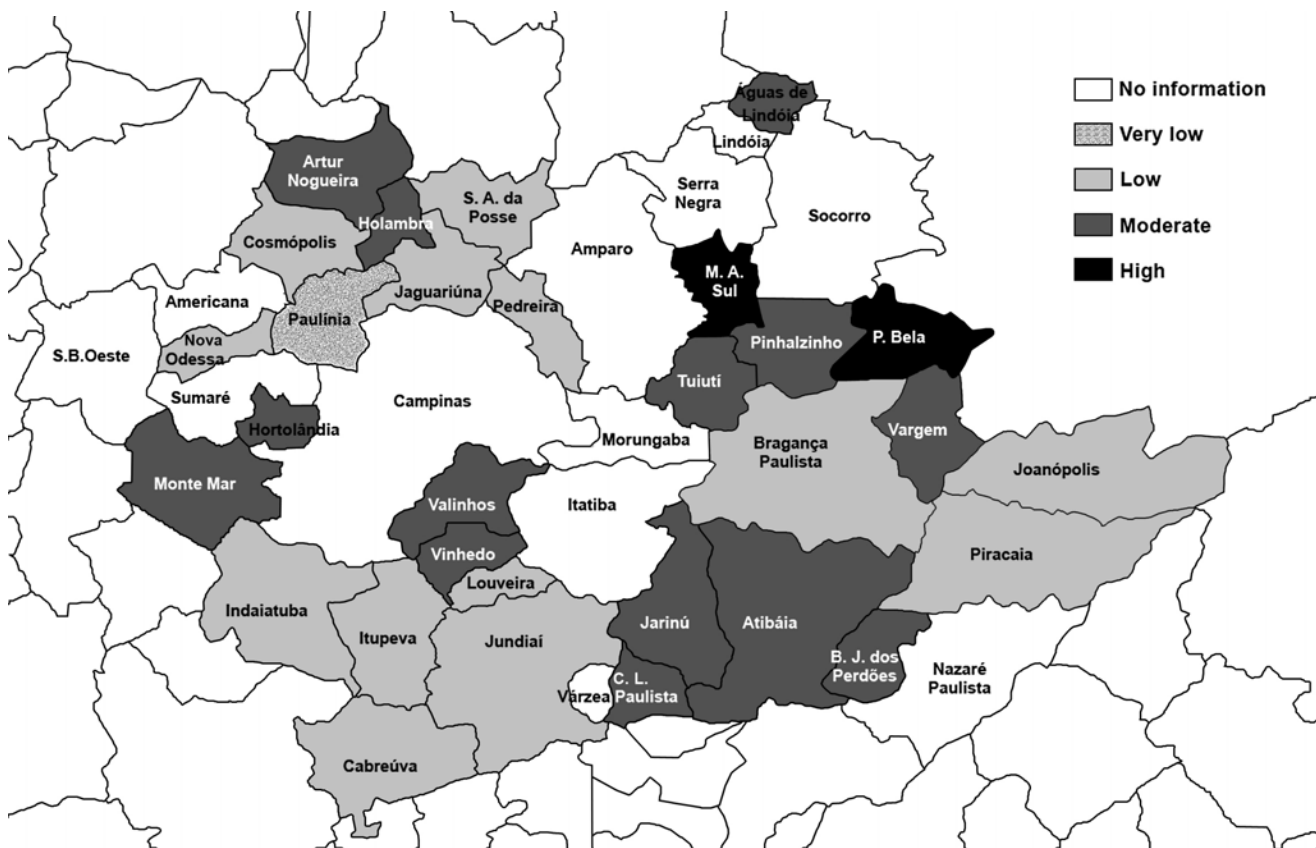 No information
Very low
Low
Moderate
High
Águas de
Lindóia
Lindóia
Artur
Nogueira
S. A. da
Posse
Serra
Negra
Socorro
Holambra
Cosmópolis
Amparo
M. A.
Sul
Jaguariúna
Americana
Pedreira
Paulínia
Nova
Odessa
S.B.Oeste
P. Bela
Pinhalzinho
Tuiutí
Sumaré
Campinas
Hortolândia
Morungaba
Bragança
Paulista
Vargem
Joanópolis
Monte Mar
Valinhos
Itatiba
Vinhedo
Piracaia
Louveira
Indaiatuba
Itupeva
Jundiaí
Jarinú
Atibáia
B. J. dos
Perdões
Nazaré
Paulista
C. L.
Paulista
Várzea
Cabreúva